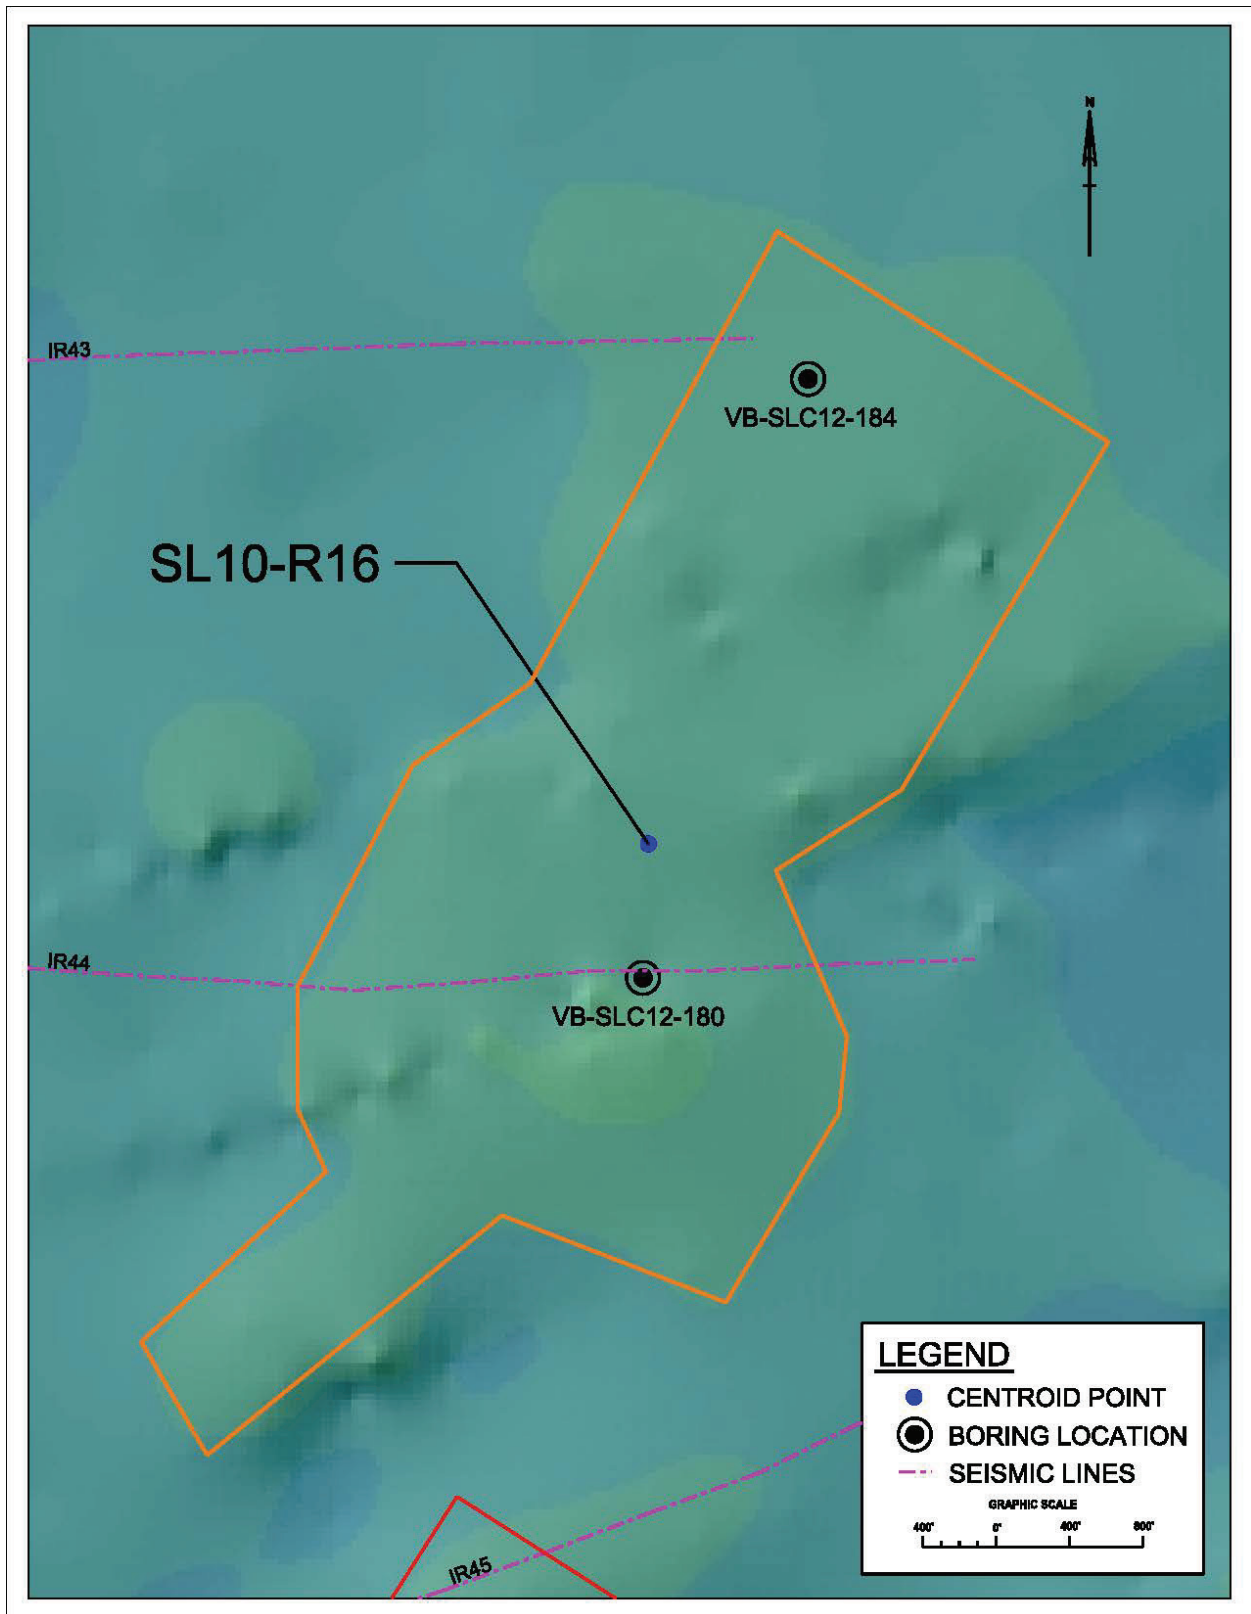 N
IR43
VB-SLC12-184
SL10-R16
IR44
VB-SLC12-180
LEGEND
CENTROID POINT
BORING LOCATION
SEISMIC LINES
GRAPHIC SCALE
400' 0' 400' 800'
IR45